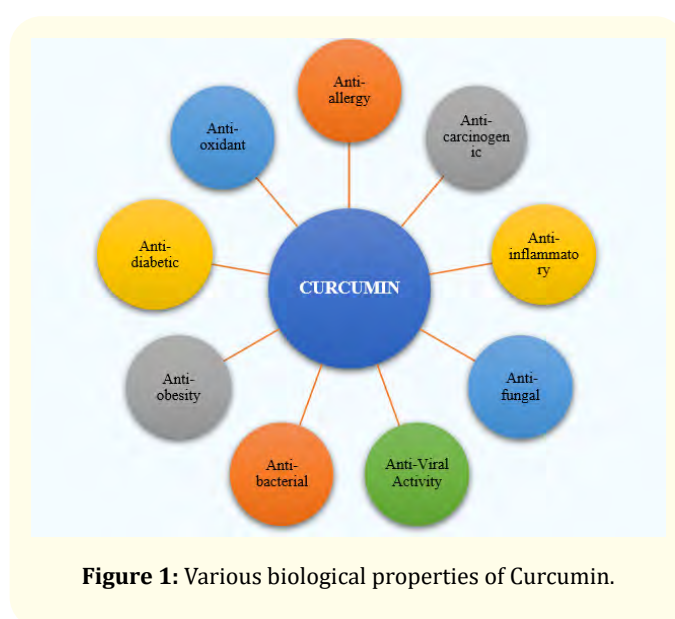 Anti-
allergy
Anti-
carcinogen
ic
Anti-
inflammato
ry
Anti-
fungal
Anti-Viral
Activity
Anti-
bacterial
Anti-
obesity
Anti-
diabetic
Anti-
oxidant
CURCUMIN
Figure 1: Various biological properties of Curcumin.